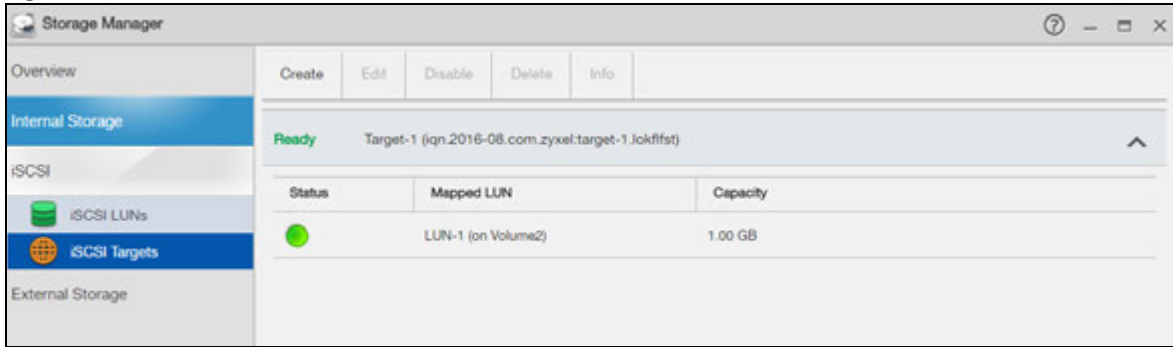 Storage Manager
Overview
Create Edit Disable Delete Info
Internal Storage
Ready Target-1 (iqn.2016-08.com.zyxel:target-1.lokflfst)
iSCSI
Status Mapped LUN Capacity
iSCSI LUNs
LUN-1 (on Volume2) 1.00 GB
iSCSI Targets
External Storage